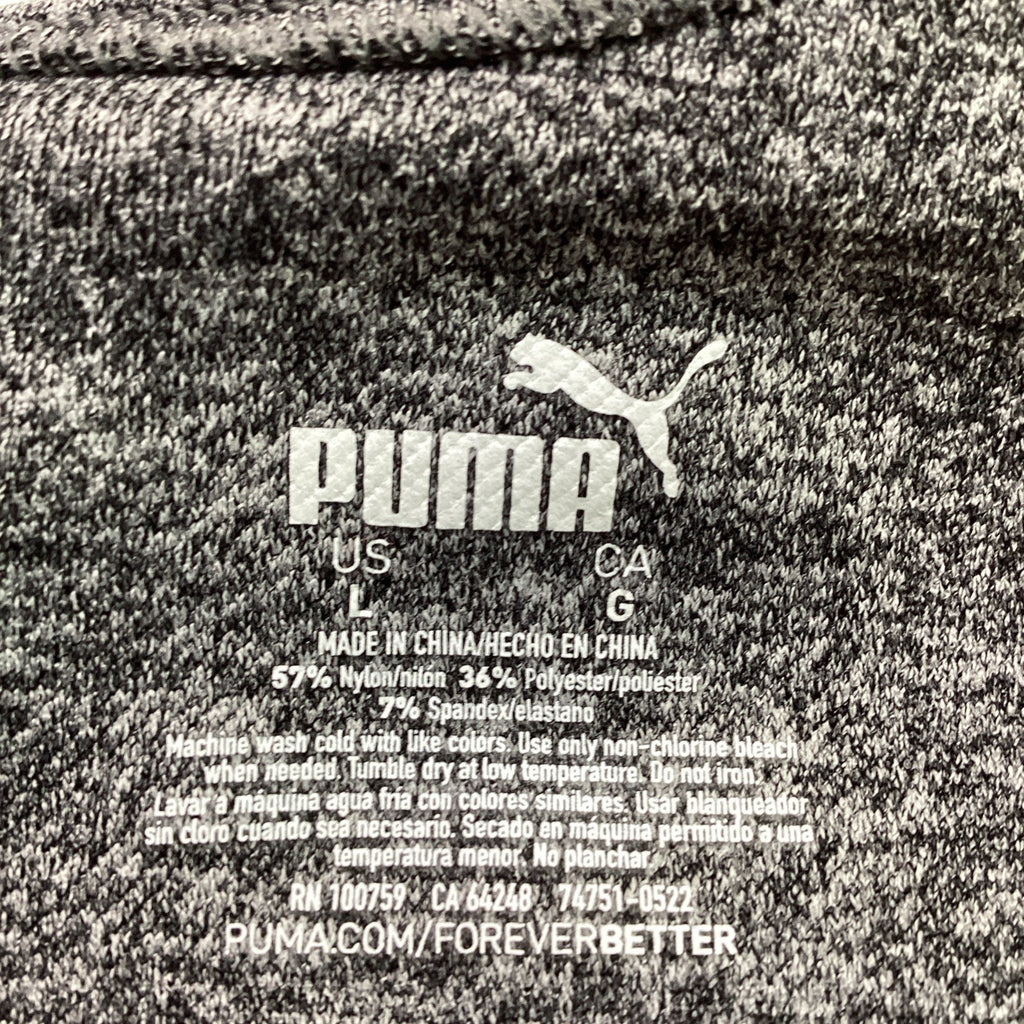 PUMA
US CA
L G
MADE IN CHINA/HECHO EN CHINA
57% Nylon/nilón 36% Polyester/poliester
7% Spandex/elastano
Machine wash cold with like colors. Use only non-chlorine bleach
when needed. Tumble dry at low temperature. Do not iron.
Lavar a máquina agua fria con colores similares. Usar blanqueador
sin cloro cuando sea necesario. Secado en máquina permitido a una
temperatura menor. No planchar.
RN 100759 CA 64248 74751-0522
PUMA.COM/FOREVERBETTER